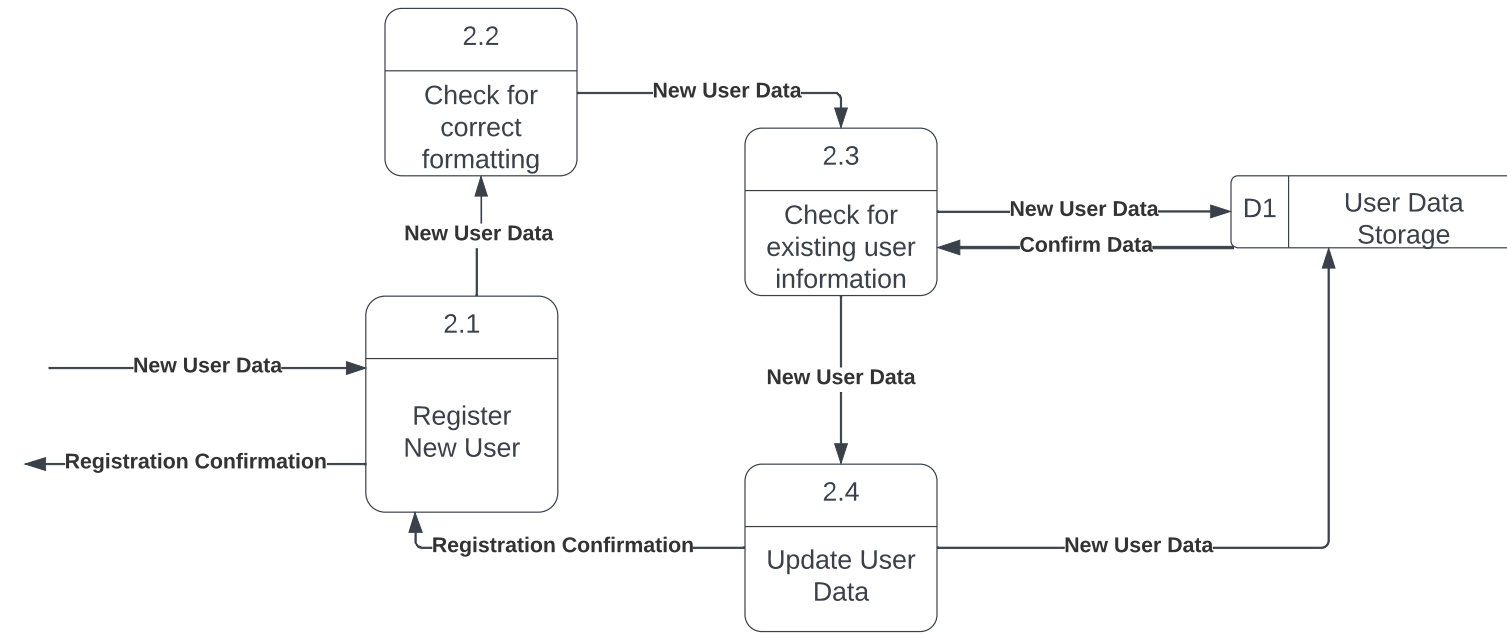 2.2
Check for
correct
formatting
New User Data
2.3
Check for
existing user
information
New User Data
Confirm Data
D1
User Data
Storage
New User Data
2.1
Register
New User
New User Data
Registration Confirmation
New User Data
2.4
Update User
Data
Registration Confirmation
New User Data